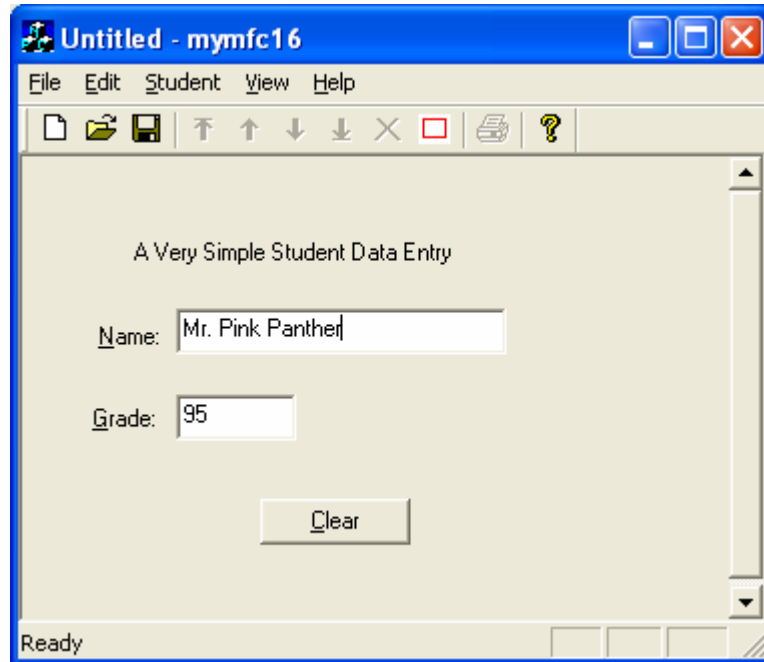 Untitled - mymfc16
File Edit Student View Help
A Very Simple Student Data Entry
Name: Mr. Pink Panther
Grade: 95
Clear
Ready